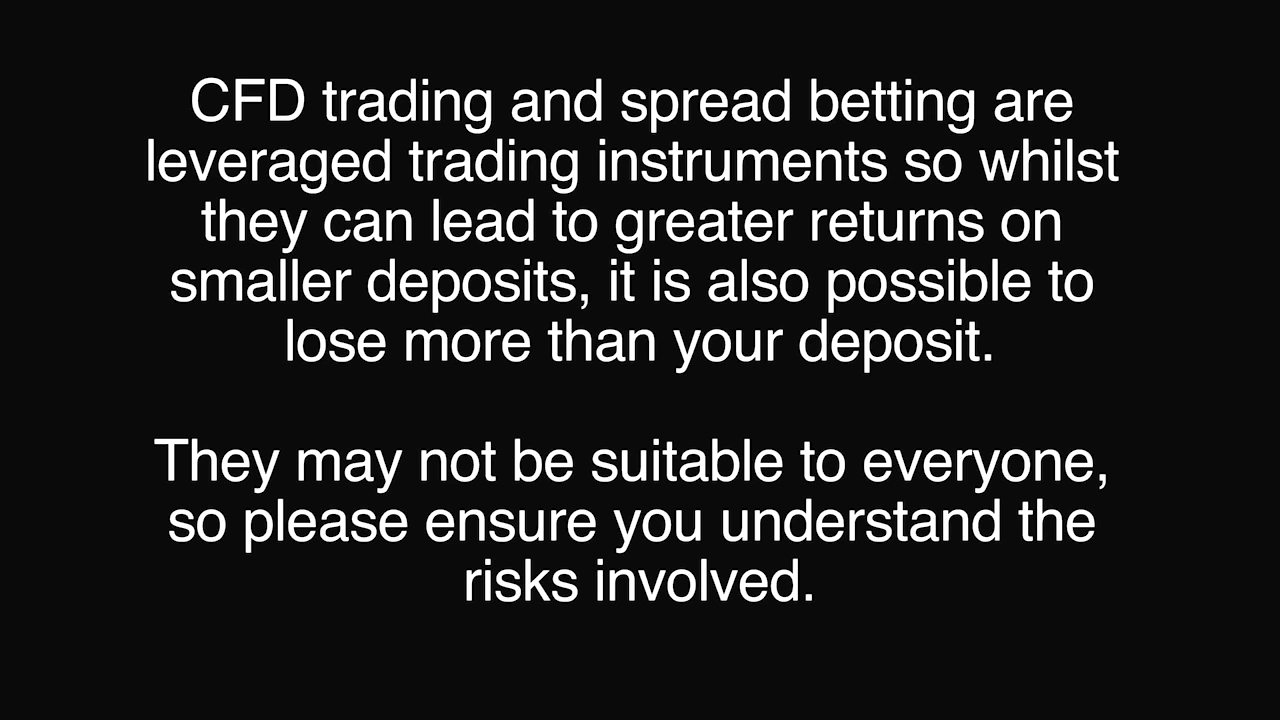 CFD trading and spread betting are
leveraged trading instruments so whilst
they can lead to greater returns on
smaller deposits, it is also possible to
lose more than your deposit.
They may not be suitable to everyone,
so please ensure you understand the
risks involved.